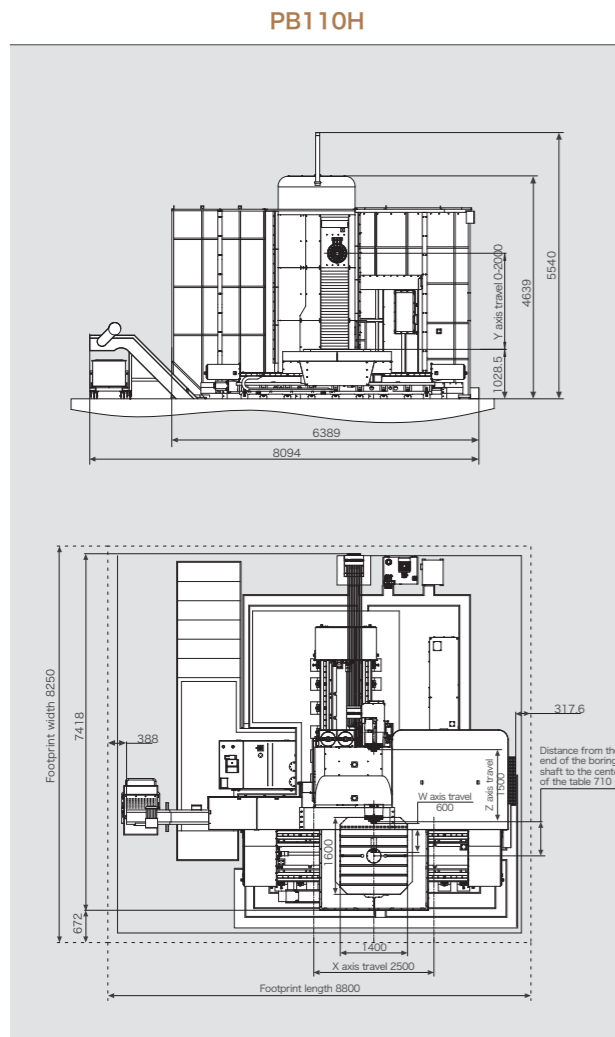 PB110H
5540
4639
Y axis travel 0-2000
1028.5
6389
8094
Footprint width 8250
7418
672
388
317.6
Distance from the
end of the boring
shaft to the cente
of the table 710
Z axis travel
1500
W axis travel
600
1600
1400
X axis travel 2500
Footprint length 8800